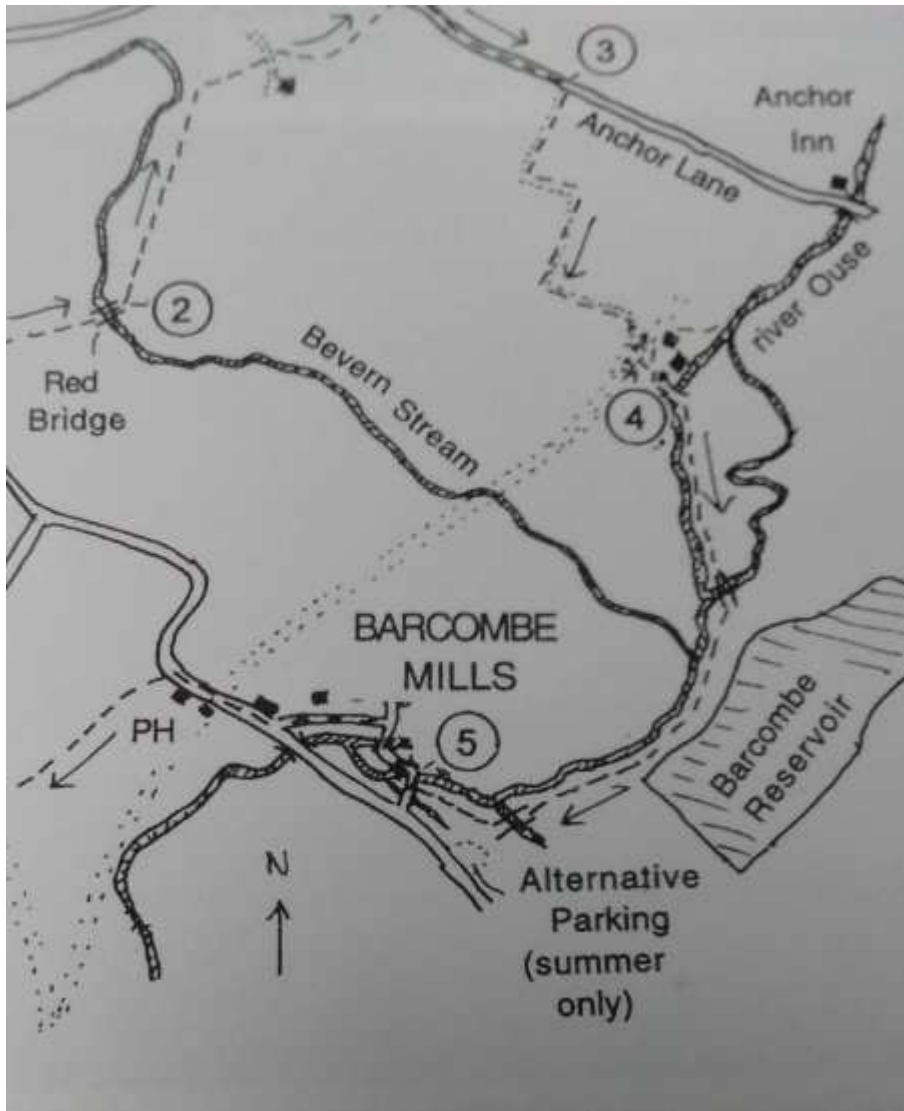 3
Anchor
Inn
Anchor Lane
river Ouse
2
Red
Bridge
Bevern Stream
4
BARCOMBE
MILLS
Barcombe
Reservoir
PH
5
N
Alternative
Parking
(summer
only)